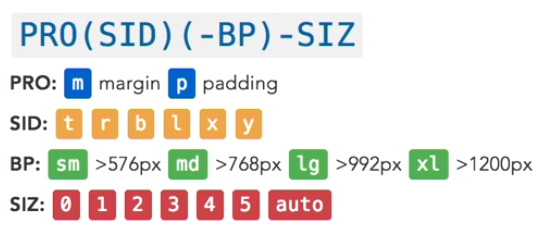 PRO(SID)(-BP)-SIZ
PRO: m margin p padding
SID: t r b l x y
BP: sm >576px md >768px lg >992px xl >1200px
SIZ: 0 1 2 3 4 5 auto